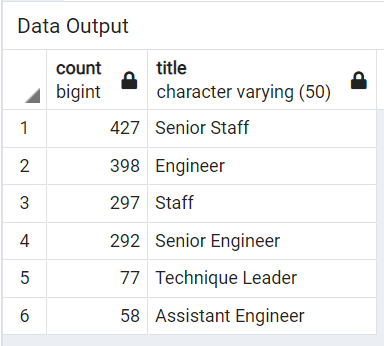 Data Output
count bigint title character varying (50)
1 427 Senior Staff
2 398 Engineer
3 297 Staff
4 292 Senior Engineer
5 77 Technique Leader
6 58 Assistant Engineer